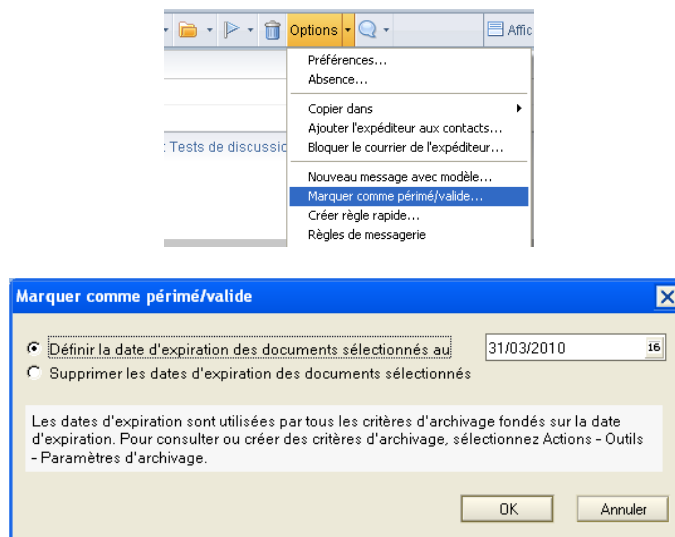 Options Affic
Préférences...
Absence...
Copier dans
Ajouter l'expéditeur aux contacts...
: Tests de discussic Bloquer le courrier de l'expéditeur...
Nouveau message avec modèle...
Marquer comme périmé/valide...
Créer règle rapide...
Règles de messagerie
Marquer comme périmé/valide
Définir la date d'expiration des documents sélectionnés au 31/03/2010 16
Supprimer les dates d'expiration des documents sélectionnés
Les dates d'expiration sont utilisées par tous les critères d'archivage fondés sur la date
d'expiration. Pour consulter ou créer des critères d'archivage, sélectionnez Actions - Outils
- Paramètres d'archivage.
OK Annuler